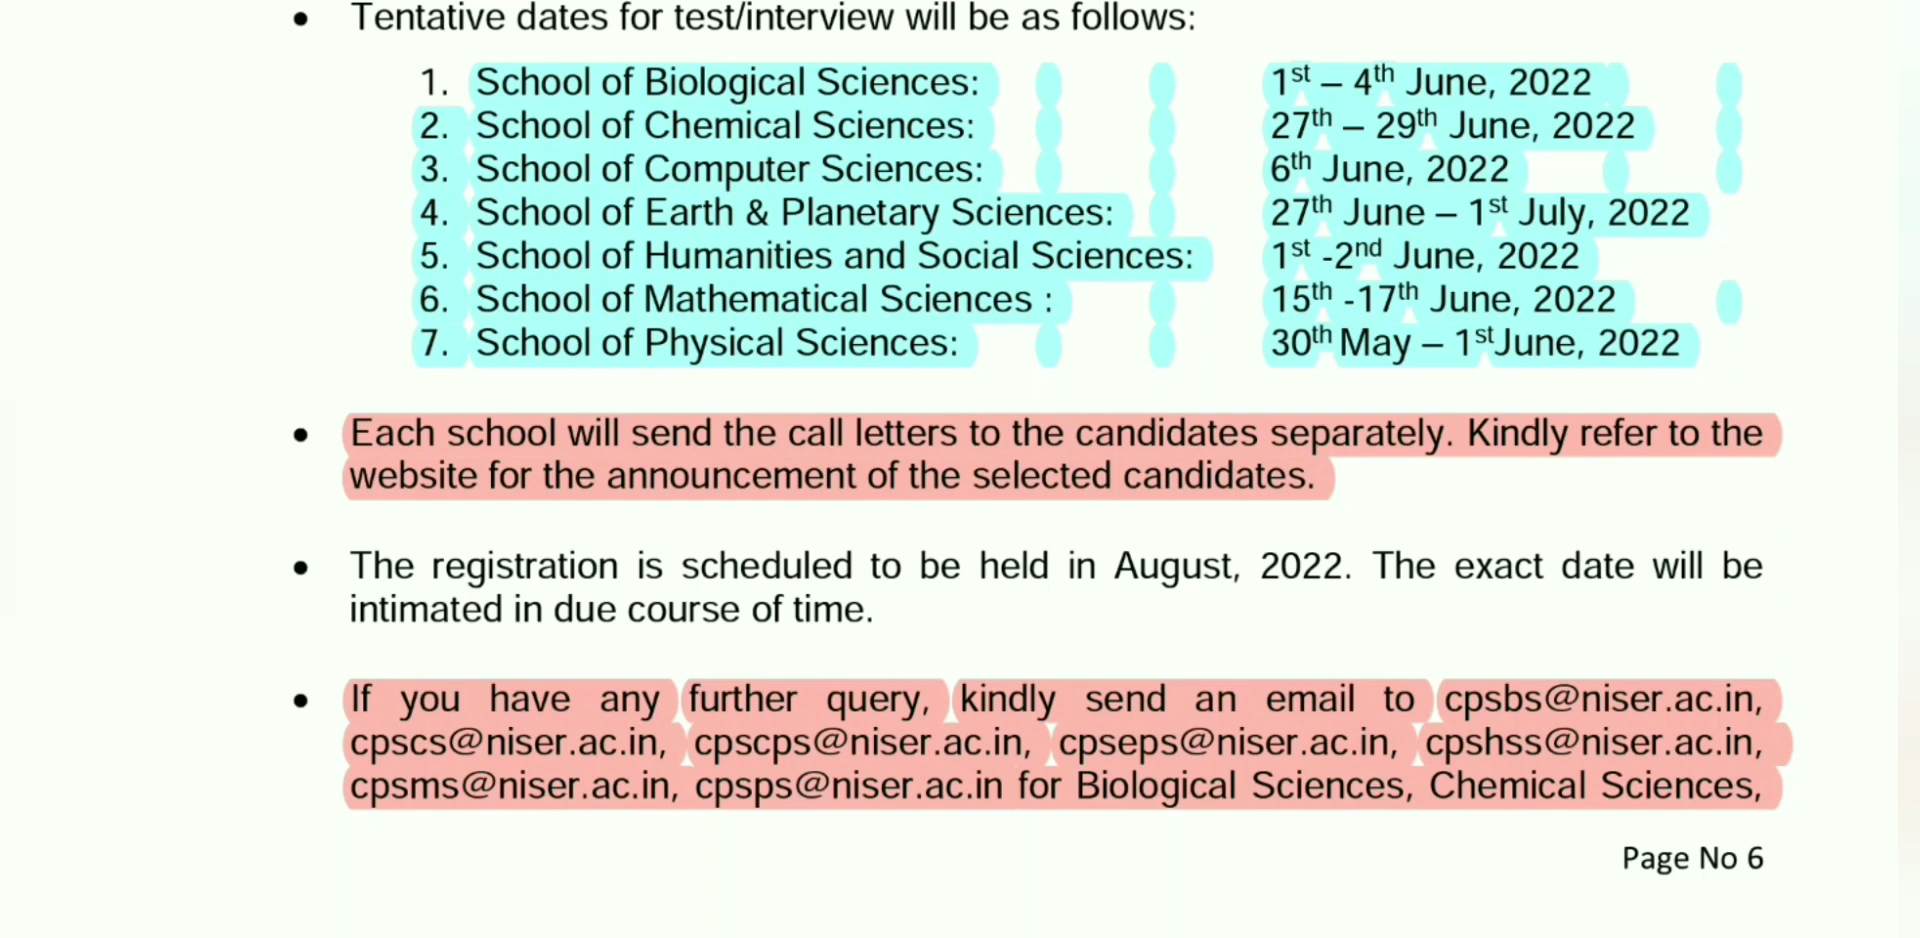 • Tentative dates for test/interview will be as follows:
1. School of Biological Sciences: 1st – 4th June, 2022
2. School of Chemical Sciences: 27th – 29th June, 2022
3. School of Computer Sciences: 6th June, 2022
4. School of Earth & Planetary Sciences: 27th June – 1st July, 2022
5. School of Humanities and Social Sciences: 1st -2nd June, 2022
6. School of Mathematical Sciences : 15th -17th June, 2022
7. School of Physical Sciences: 30th May – 1stJune, 2022
• Each school will send the call letters to the candidates separately. Kindly refer to the
website for the announcement of the selected candidates.
• The registration is scheduled to be held in August, 2022. The exact date will be
intimated in due course of time.
• If you have any further query, kindly send an email to cpsbs@niser.ac.in,
cpscs@niser.ac.in, cpscps@niser.ac.in, cpseps@niser.ac.in, cpshss@niser.ac.in,
cpsms@niser.ac.in, cpsps@niser.ac.in for Biological Sciences, Chemical Sciences,
Page No 6